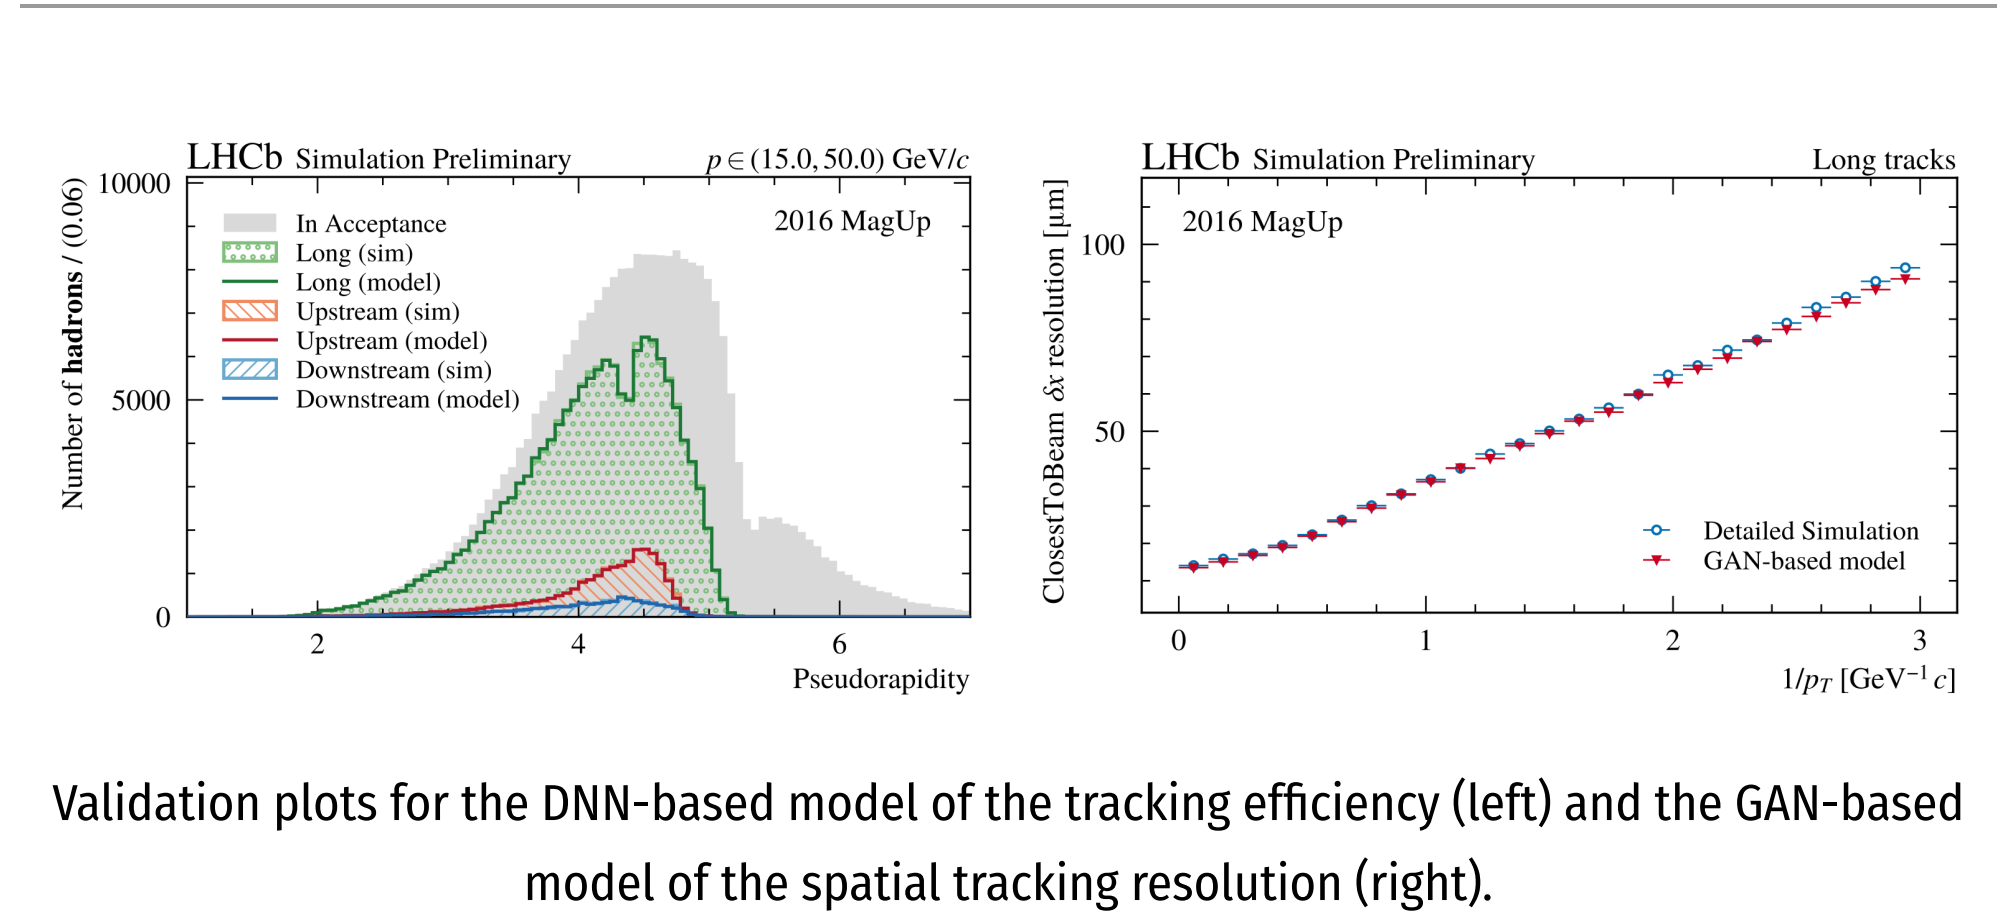 LHCb Simulation Preliminary
p ∈ (15.0, 50.0) GeV/c
10000
5000
0
Number of hadrons / (0.06)
2016 MagUp
In Acceptance
Long (sim)
Long (model)
Upstream (sim)
Upstream (model)
Downstream (sim)
Downstream (model)
2 4 6
Pseudorapidity
LHCb Simulation Preliminary
Long tracks
ClosestToBeam δx resolution [µm]
2016 MagUp
100
50
Detailed Simulation
GAN-based model
0 1 2 3
1/p_T [GeV⁻¹ c]
Validation plots for the DNN-based model of the tracking efficiency (left) and the GAN-based
model of the spatial tracking resolution (right).